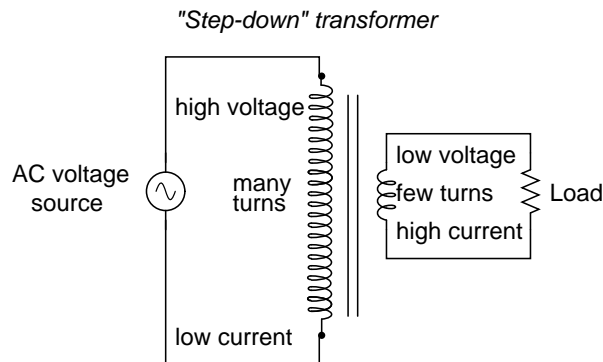 "Step-down" transformer
high voltage
AC voltage
source
many
turns
low current
low voltage
few turns
high current
Load